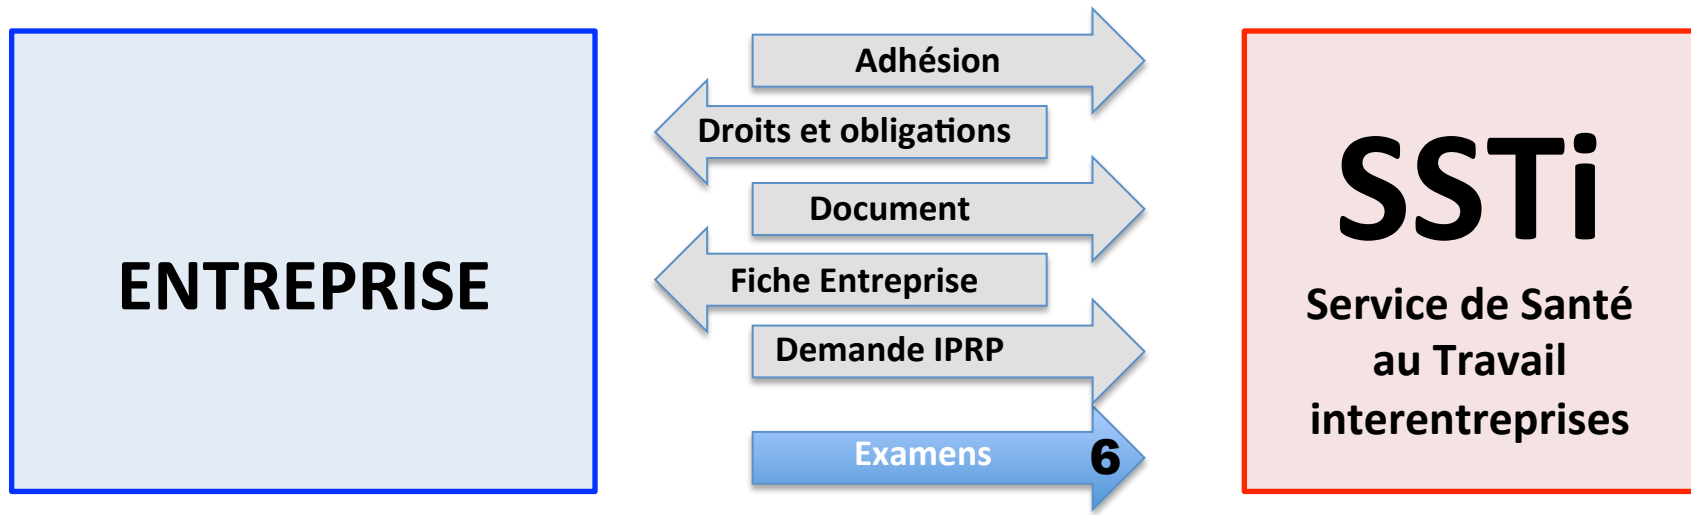 ENTREPRISE
Adhésion
Droits et obligations
Document
Fiche Entreprise
Demande IPRP
Examens 6
SSTi
Service de Santé
au Travail
interentreprises